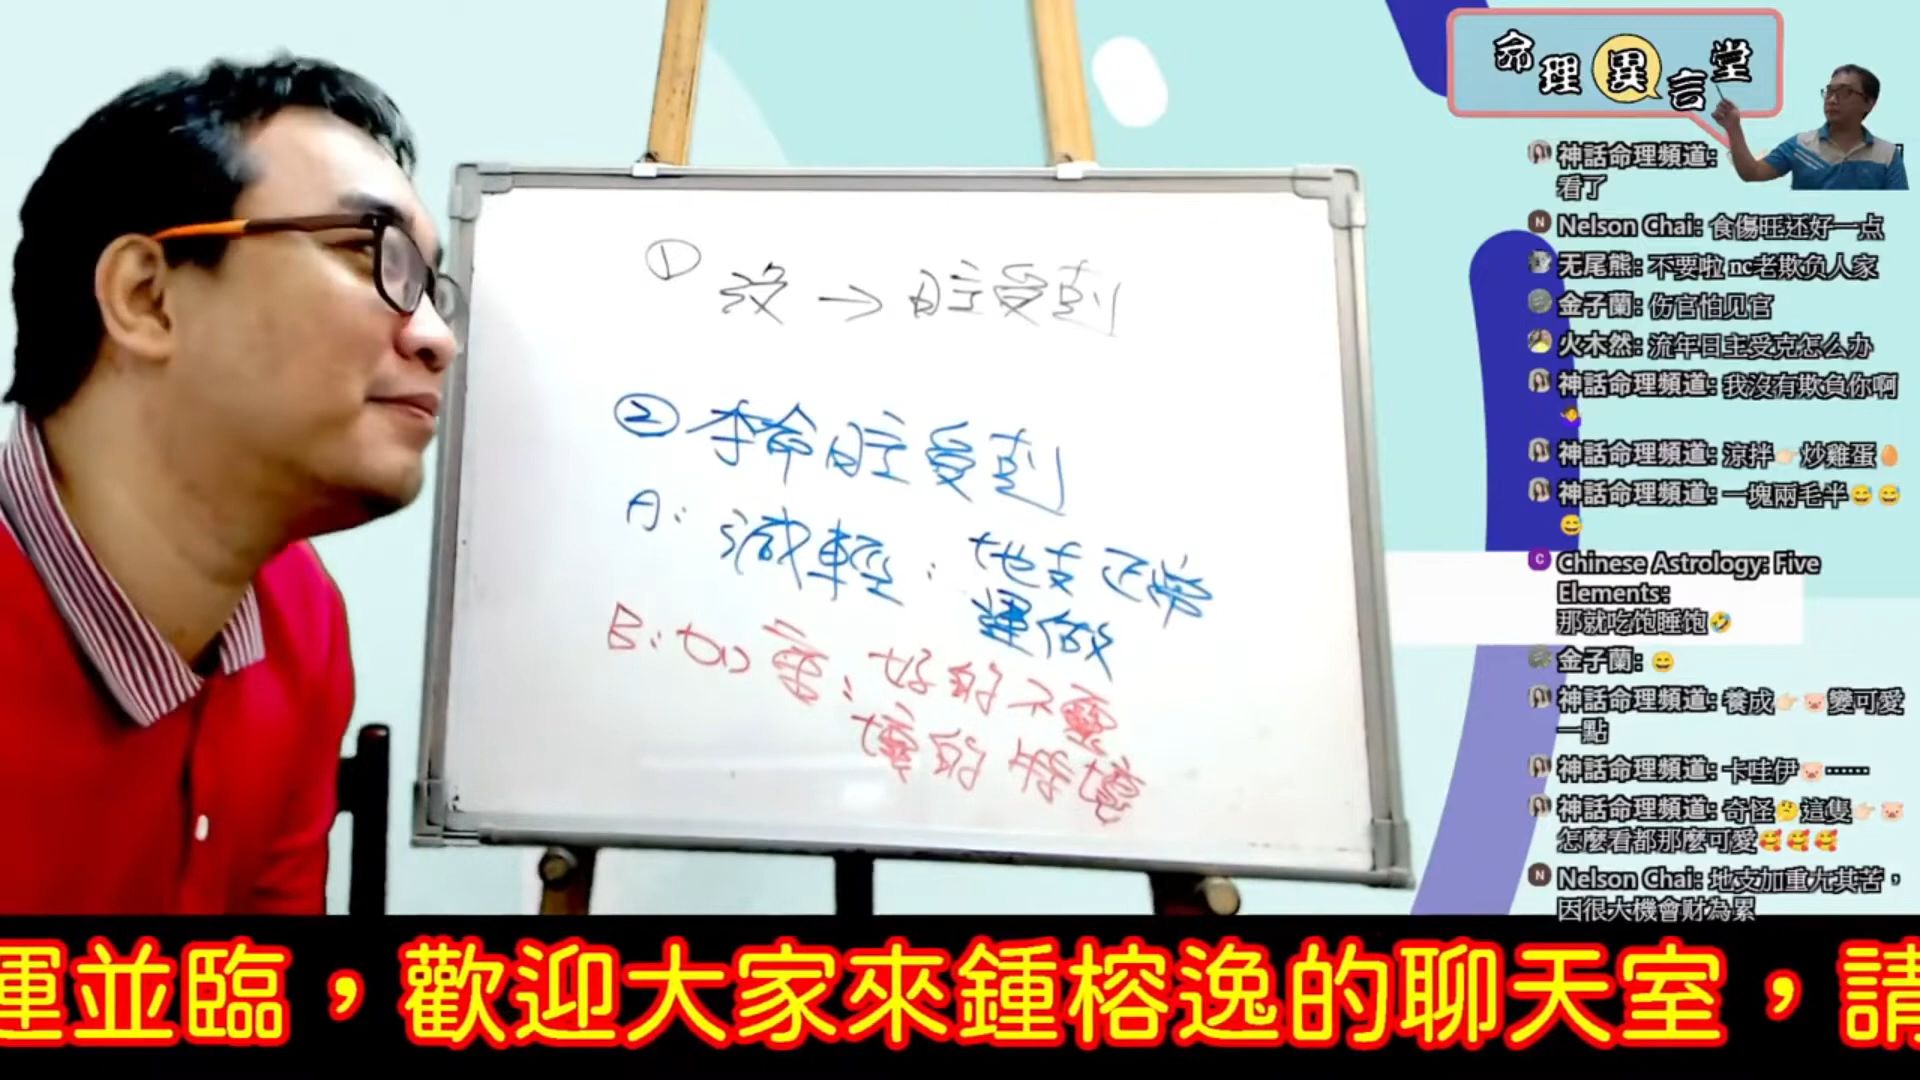 命理異言堂
① 沒 → 日主受剋
② 本命日主受剋
A: 減輕: 地支正常
運做
B: 加重: 好的不靈
壞的特壞
神話命理頻道:
看了
Nelson Chai: 食傷旺还好一点
无尾熊: 不要啦 nc老欺负人家
金子蘭: 伤官怕见官
火木然: 流年日主受克怎么办
神話命理頻道: 我沒有欺負你啊
🤷‍♀️
神話命理頻道: 涼拌👉🏻炒雞蛋🥚
神話命理頻道: 一塊兩毛半😅😅
😅
Chinese Astrology: Five
Elements:
那就吃饱睡饱🤣
金子蘭: 😄
神話命理頻道: 養成👉🏻🐷變可愛
一點
神話命理頻道: 卡哇伊🐷⋯⋯
神話命理頻道: 奇怪🤔這隻👉🏻🐷
怎麼看都那麼可愛🥰🥰🥰
Nelson Chai: 地支加重尤其苦，
因很大機會财為累
運並臨，歡迎大家來鍾榕逸的聊天室，請